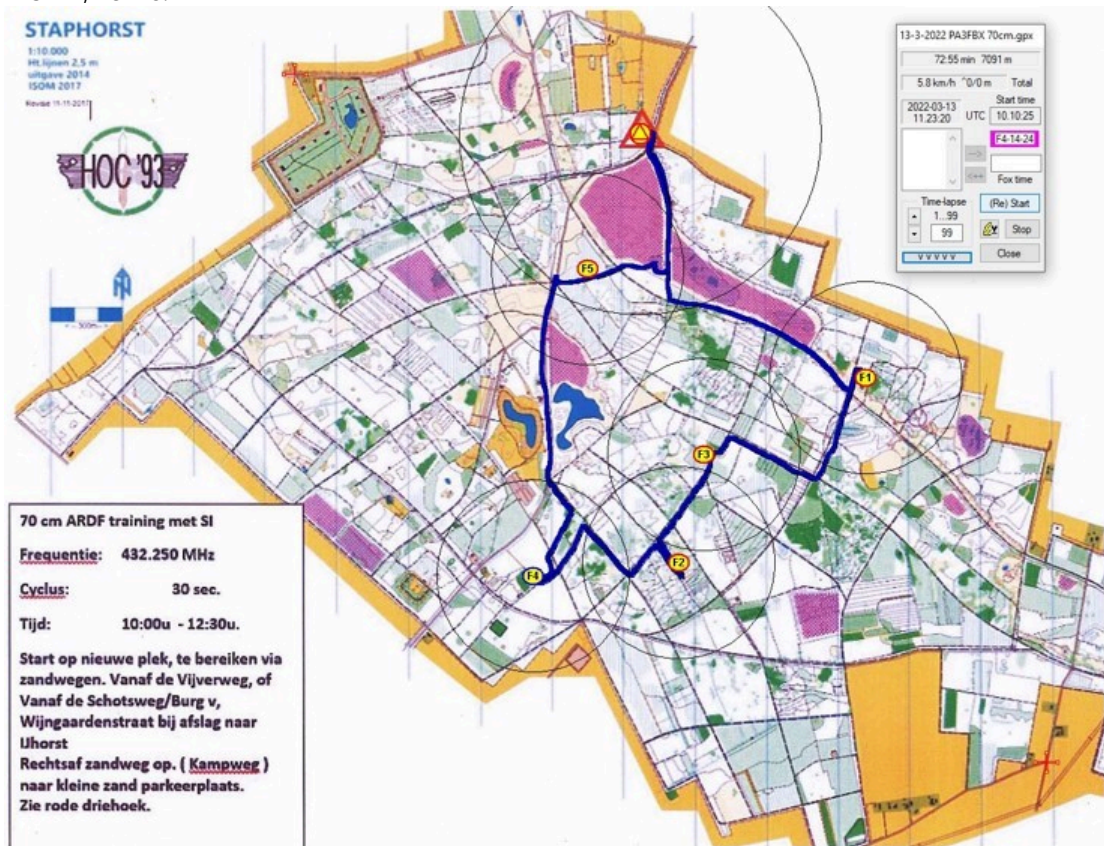 STAPHORST
1:10.000
Ht.lijnen 2,5 m
uitgave 2014
ISOM 2017
Revisie 11-11-2017
HOC '93
500m
13-3-2022 PA3FBX 70cm.gpx
72:55 min 7091 m
5.8 km/h ^0/0 m Total
Start time
2022-03-13
11.23:20
UTC
10.10:25
F4-14-24
-->
<++
Fox time
Time-lapse
1...99
99
(Re) Start
Stop
Close
V V V V V
F5
F1
F3
F2
F4
70 cm ARDF training met SI
Frequentie: 432.250 MHz
Cyclus: 30 sec.
Tijd: 10:00u - 12:30u.
Start op nieuwe plek, te bereiken via
zandwegen. Vanaf de Vijverweg, of
Vanaf de Schotsweg/Burg v,
Wijngaardenstraat bij afslag naar
IJhorst
Rechtsaf zandweg op. ( Kampweg )
naar kleine zand parkeerplaats.
Zie rode driehoek.